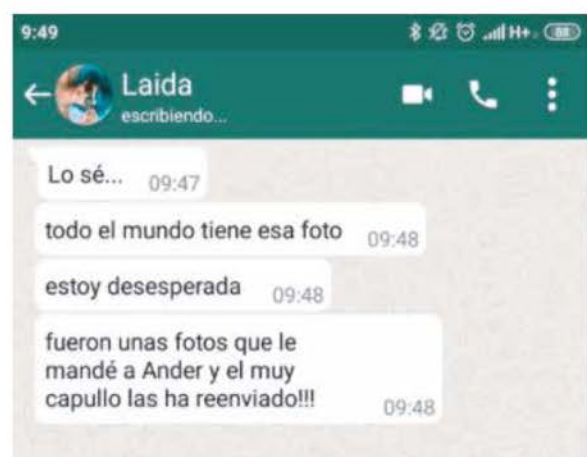 9:49
H+
88
Laida
escribiendo...
Lo sé... 09:47
todo el mundo tiene esa foto 09:48
estoy desesperada 09:48
fueron unas fotos que le
mandé a Ander y el muy
capullo las ha reenviado!!! 09:48